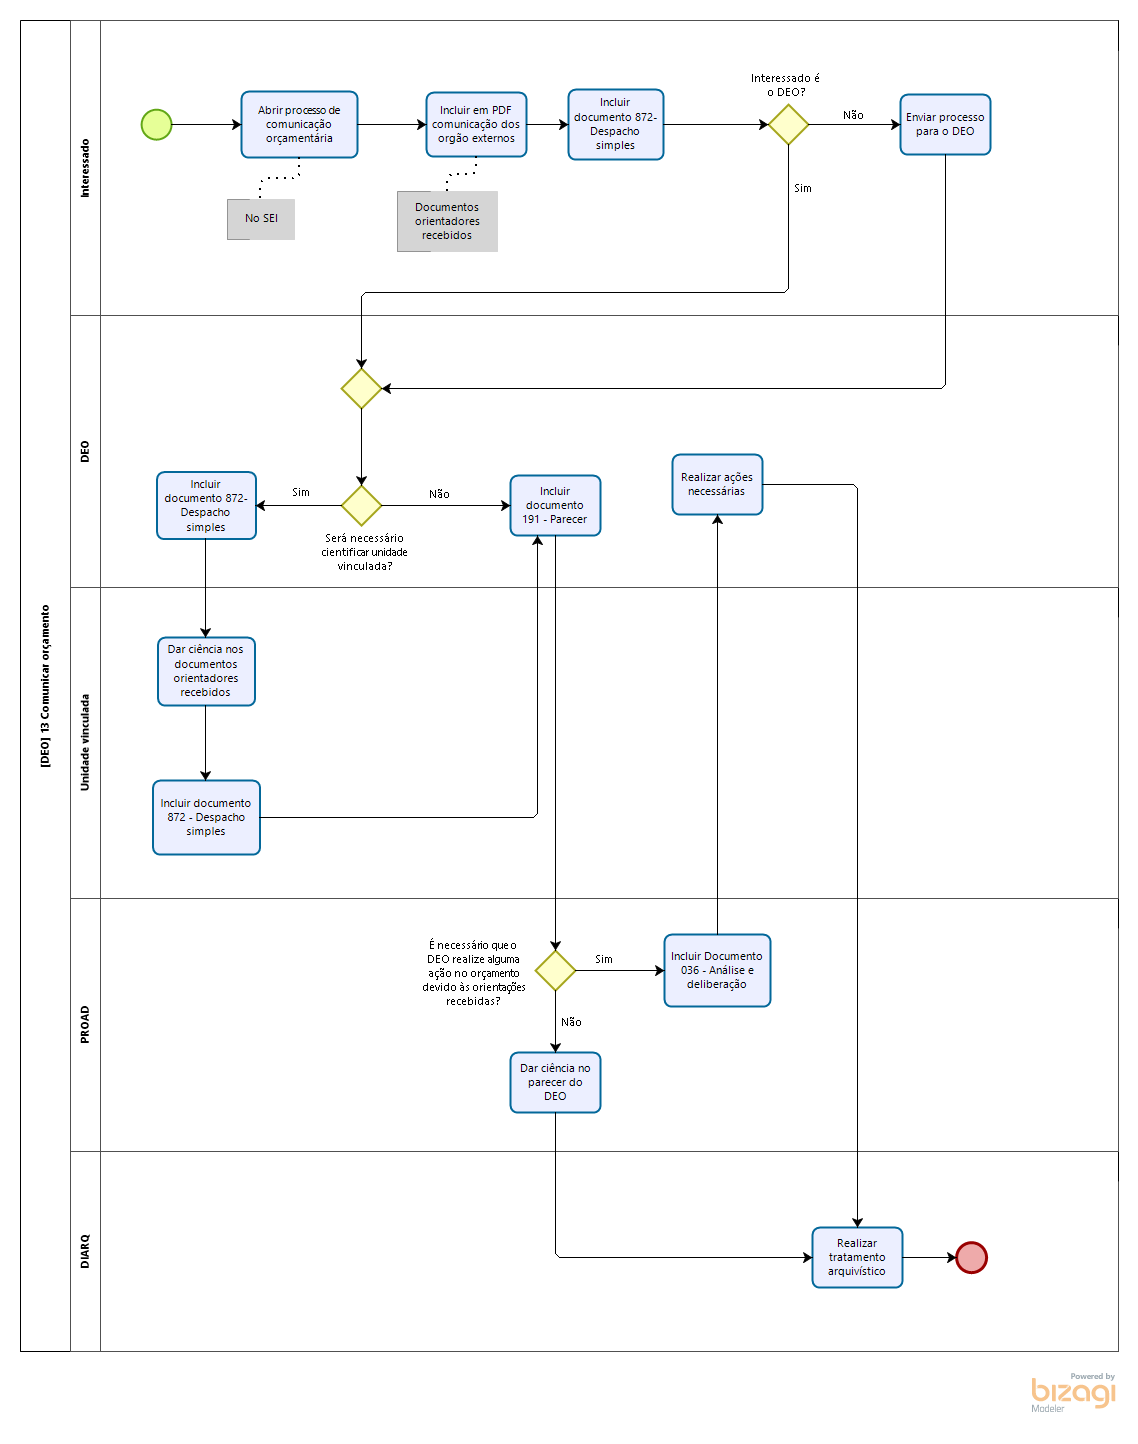 [DEO] 13 Comunicar orçamento
Interessado
Abrir processo de
comunicação
orçamentária
No SEI
Incluir em PDF
comunicação dos
orgão externos
Documentos
orientadores
recebidos
Incluir
documento 872-
Despacho
simples
Interessado é
o DEO?
Não
Sim
Enviar processo
para o DEO
DEO
Incluir
documento 872-
Despacho
simples
Sim
Será necessário
cientificar unidade
vinculada?
Não
Incluir
documento
191 - Parecer
Realizar ações
necessárias
Unidade vinculada
Dar ciência nos
documentos
orientadores
recebidos
Incluir documento
872 - Despacho
simples
PROAD
É necessário que o
DEO realize alguma
ação no orçamento
devido às orientações
recebidas?
Sim
Não
Incluir Documento
036 - Análise e
deliberação
Dar ciência no
parecer do
DEO
DIARQ
Realizar
tratamento
arquivístico
Powered by
bizagi
Modeler